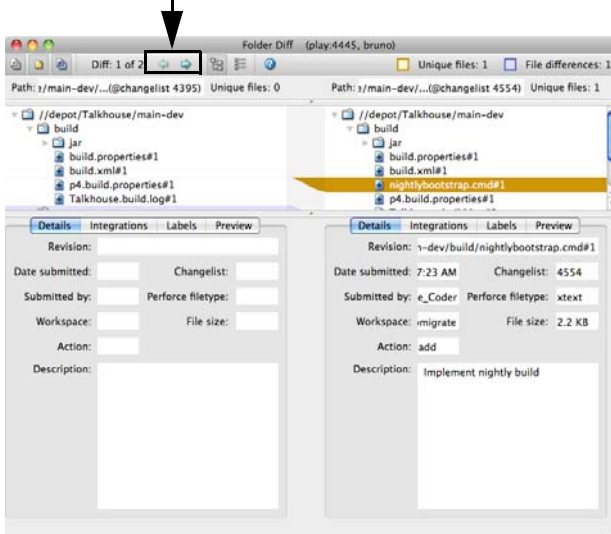 Folder Diff (play:4445, bruno)
Diff: 1 of 2
Unique files: 1 File differences: 1
Path: :/main-dev/...(@changelist 4395) Unique files: 0
Path: :/main-dev/...(@changelist 4554) Unique files: 1
//depot/Talkhouse/main-dev
build
jar
build.properties#1
build.xml#1
p4.build.properties#1
Talkhouse.build.log#1
//depot/Talkhouse/main-dev
build
jar
build.properties#1
build.xml#1
nightlybootstrap.cmd#1
p4.build.properties#1
Details Integrations Labels Preview
Revision:
Date submitted: Changelist:
Submitted by: Perforce filetype:
Workspace: File size:
Action:
Description:
Details Integrations Labels Preview
Revision: ı-dev/build/nightlybootstrap.cmd#1
Date submitted: 7:23 AM Changelist: 4554
Submitted by: e_Coder Perforce filetype: xtext
Workspace: omigrate File size: 2.2 KB
Action: add
Description: Implement nightly build